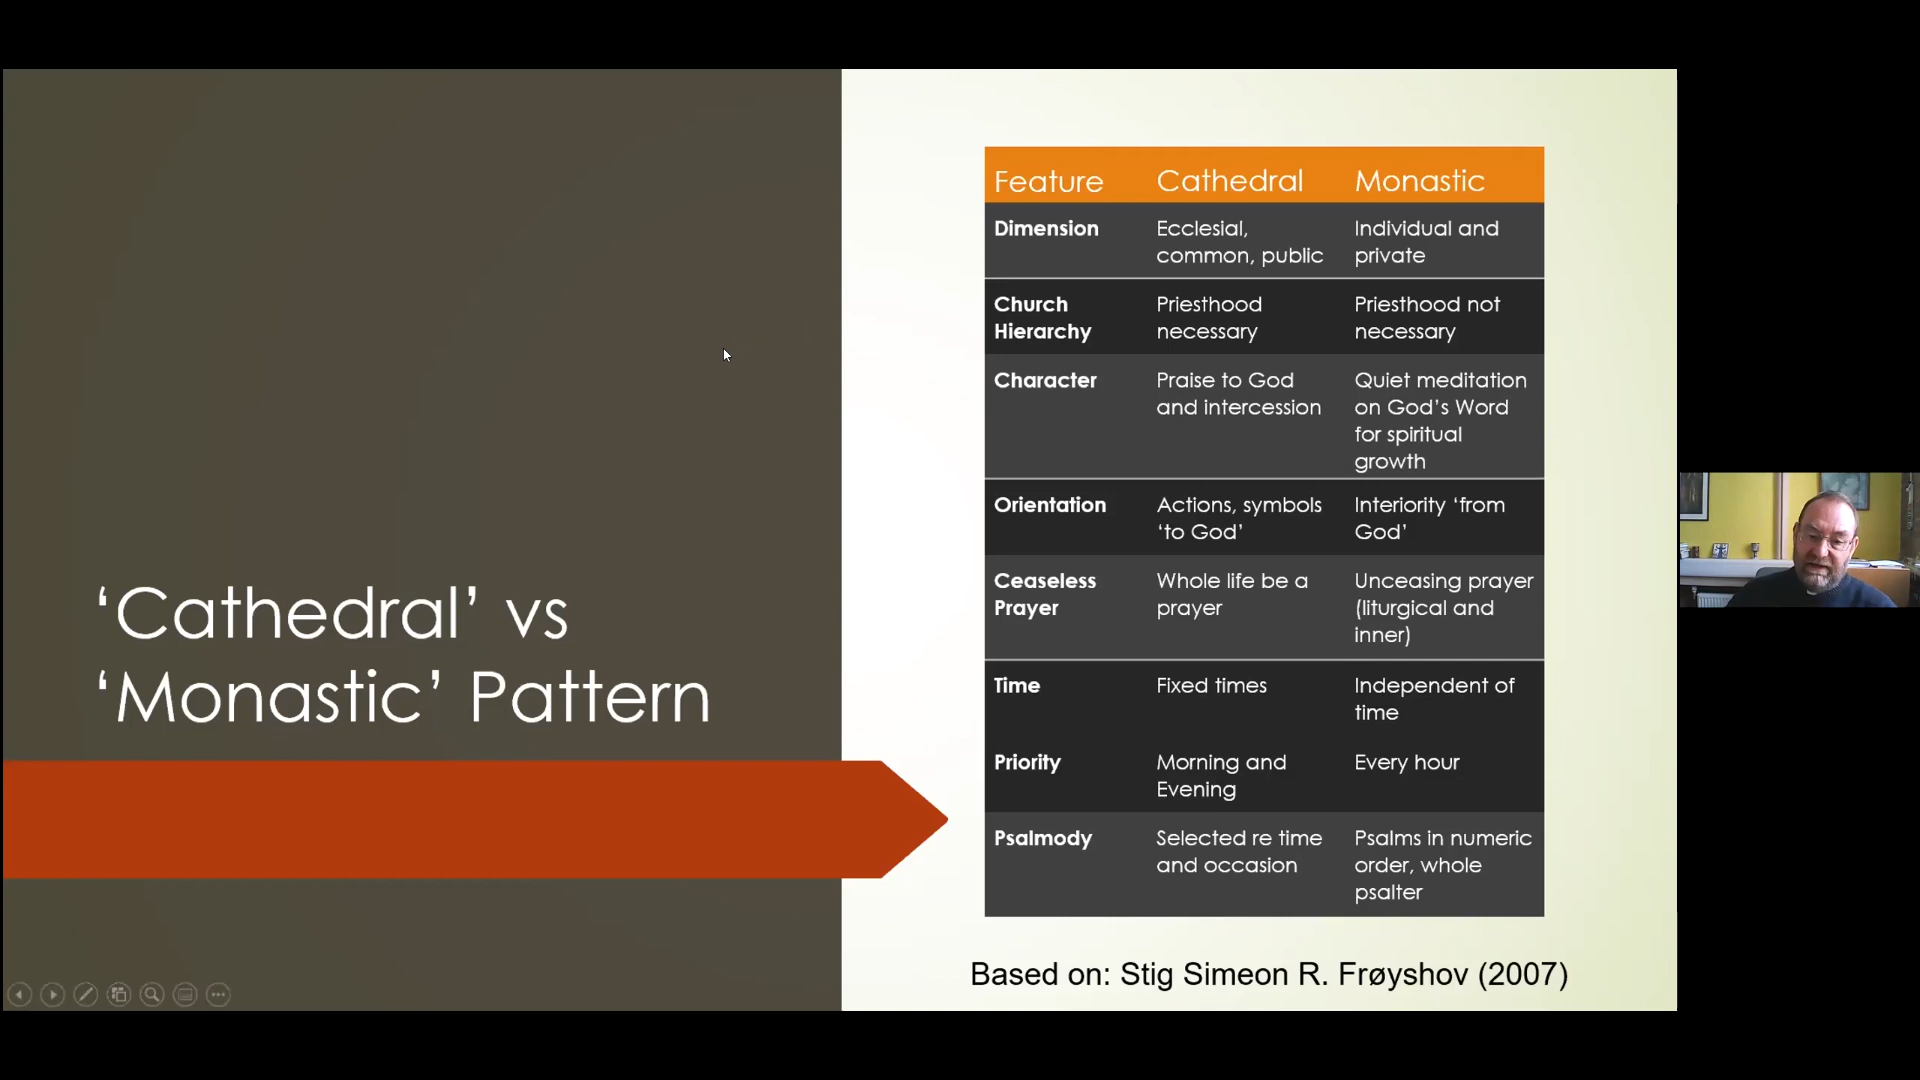 ‘Cathedral’ vs
‘Monastic’ Pattern
Feature Cathedral Monastic
Dimension Ecclesial, Individual and
common, public private
Church Priesthood Priesthood not
Hierarchy necessary necessary
Character Praise to God Quiet meditation
and intercession on God’s Word
for spiritual
growth
Orientation Actions, symbols Interiority ‘from
‘to God’ God’
Ceaseless Whole life be a Unceasing prayer
Prayer prayer (liturgical and
inner)
Time Fixed times Independent of
time
Priority Morning and Every hour
Evening
Psalmody Selected re time Psalms in numeric
and occasion order, whole
psalter
Based on: Stig Simeon R. Frøyshov (2007)